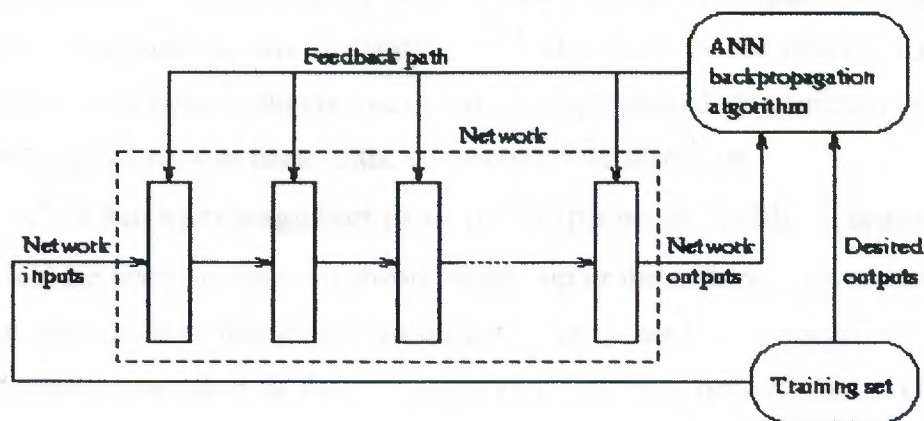 ANN
backpropagation
algorithm
Feedback path
Network
Network
inputs
Network
outputs
Desired
outputs
Training set